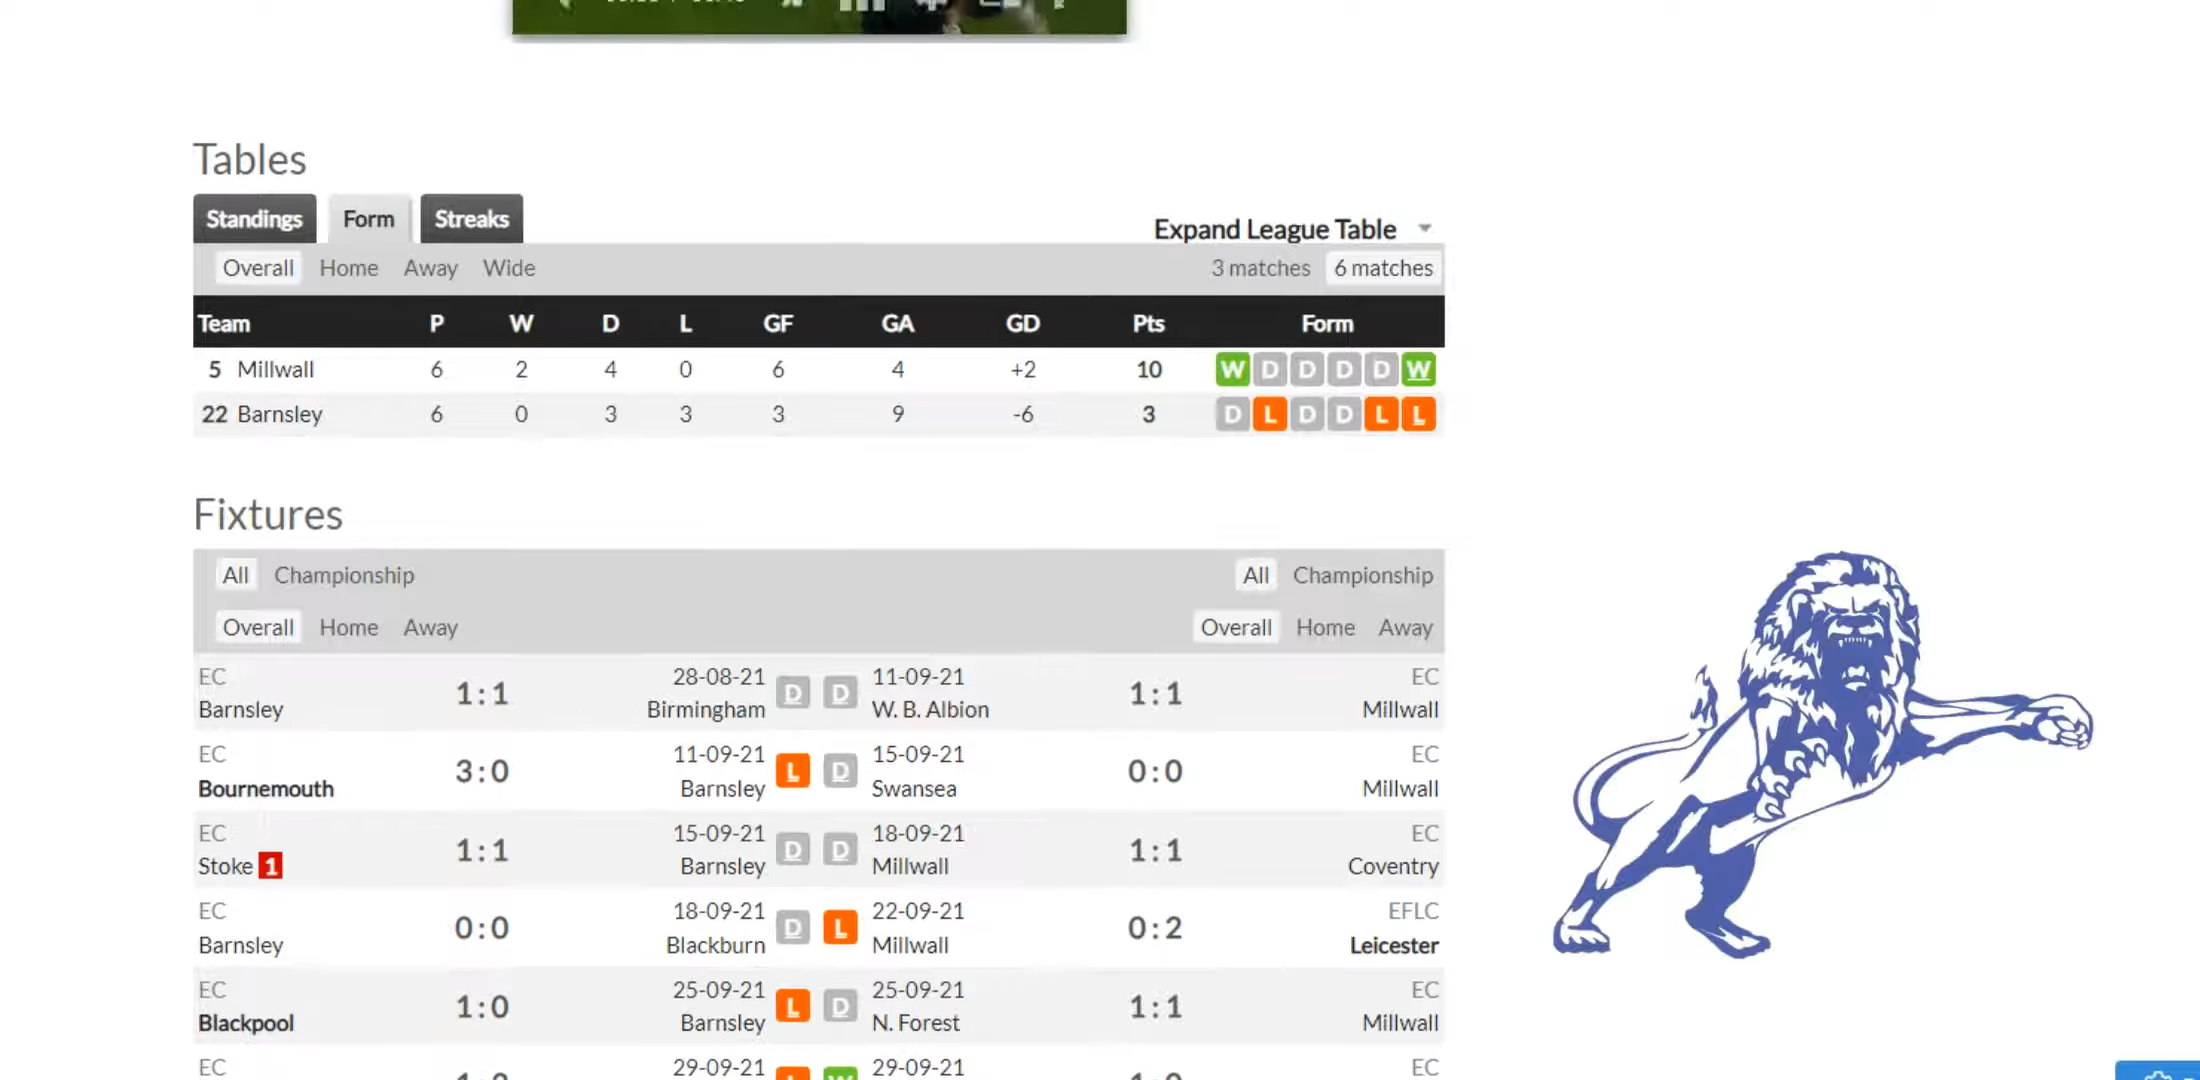 Tables
Standings Form Streaks Expand League Table
Overall Home Away Wide 3 matches 6 matches
Team P W D L GF GA GD Pts Form
5 Millwall 6 2 4 0 6 4 +2 10 W D D D D W
22 Barnsley 6 0 3 3 3 9 -6 3 D L D D L L
Fixtures
All Championship All Championship
Overall Home Away Overall Home Away
EC 28-08-21 11-09-21 EC
Barnsley 1:1 Birmingham D D W. B. Albion 1:1 Millwall
EC 11-09-21 15-09-21 EC
Bournemouth 3:0 Barnsley L D Swansea 0:0 Millwall
EC 15-09-21 18-09-21 EC
Stoke 1 1:1 Barnsley D D Millwall 1:1 Coventry
EC 18-09-21 22-09-21 EFLC
Barnsley 0:0 Blackburn D L Millwall 0:2 Leicester
EC 25-09-21 25-09-21 EC
Blackpool 1:0 Barnsley L D N. Forest 1:1 Millwall
EC 29-09-21 29-09-21 EC